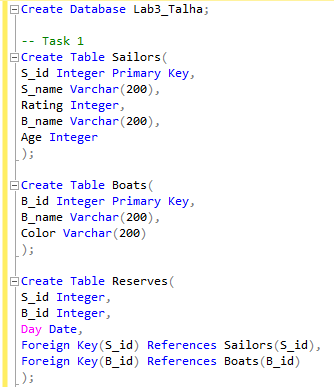 Create Database Lab3_Talha;
-- Task 1
Create Table Sailors(
S_id Integer Primary Key,
S_name Varchar(200),
Rating Integer,
B_name Varchar(200),
Age Integer
);
Create Table Boats(
B_id Integer Primary Key,
B_name Varchar(200),
Color Varchar(200)
);
Create Table Reserves(
S_id Integer,
B_id Integer,
Day Date,
Foreign Key(S_id) References Sailors(S_id),
Foreign Key(B_id) References Boats(B_id)
);